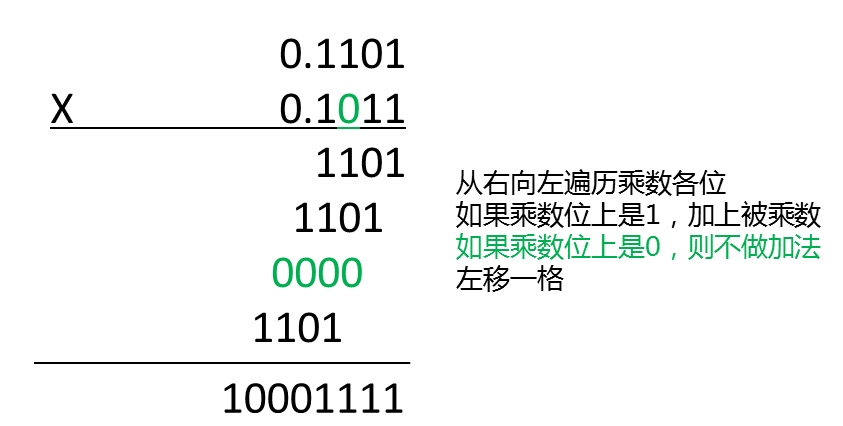 0.1101
X 0.1011
1101
1101
0000
1101
10001111
从右向左遍历乘数各位
如果乘数位上是1，加上被乘数
如果乘数位上是0，则不做加法
左移一格